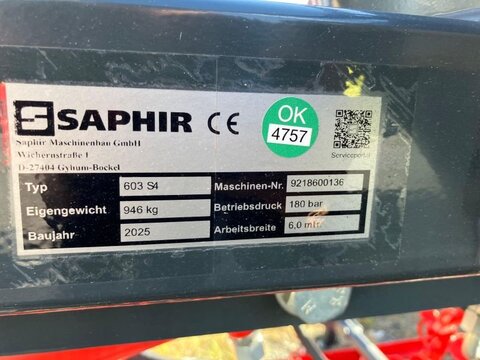 SAPHIR CE
OK
4757
Saphir Maschinenbau GmbH
Wichernstraße 1
D-27404 Gyhum-Bockel
Serviceportal
Typ 603 S4 Maschinen-Nr. 9218600136
Eigengewicht 946 kg Betriebsdruck 180 bar
Baujahr 2025 Arbeitsbreite 6,0 mtr.